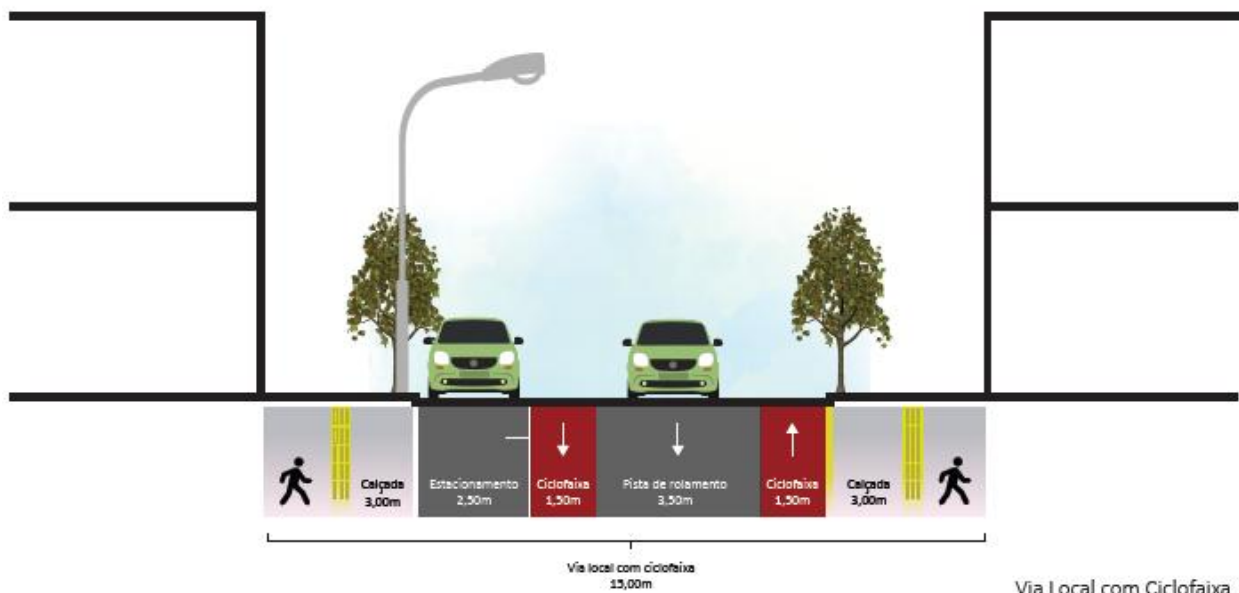 Calçada
3,00m
Estacionamento
2,50m
Ciclofaixa
1,50m
Pista de rolamento
3,50m
Ciclofaixa
1,50m
Calçada
3,00m
Via local com ciclofaixa
15,00m
Via Local com Ciclofaixa